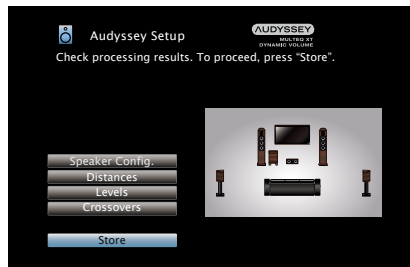 Audyssey Setup
AUDYSSEY
MULTEQ XT
DYNAMIC VOLUME
Check processing results. To proceed, press “Store”.
Speaker Config.
Distances
Levels
Crossovers
Store